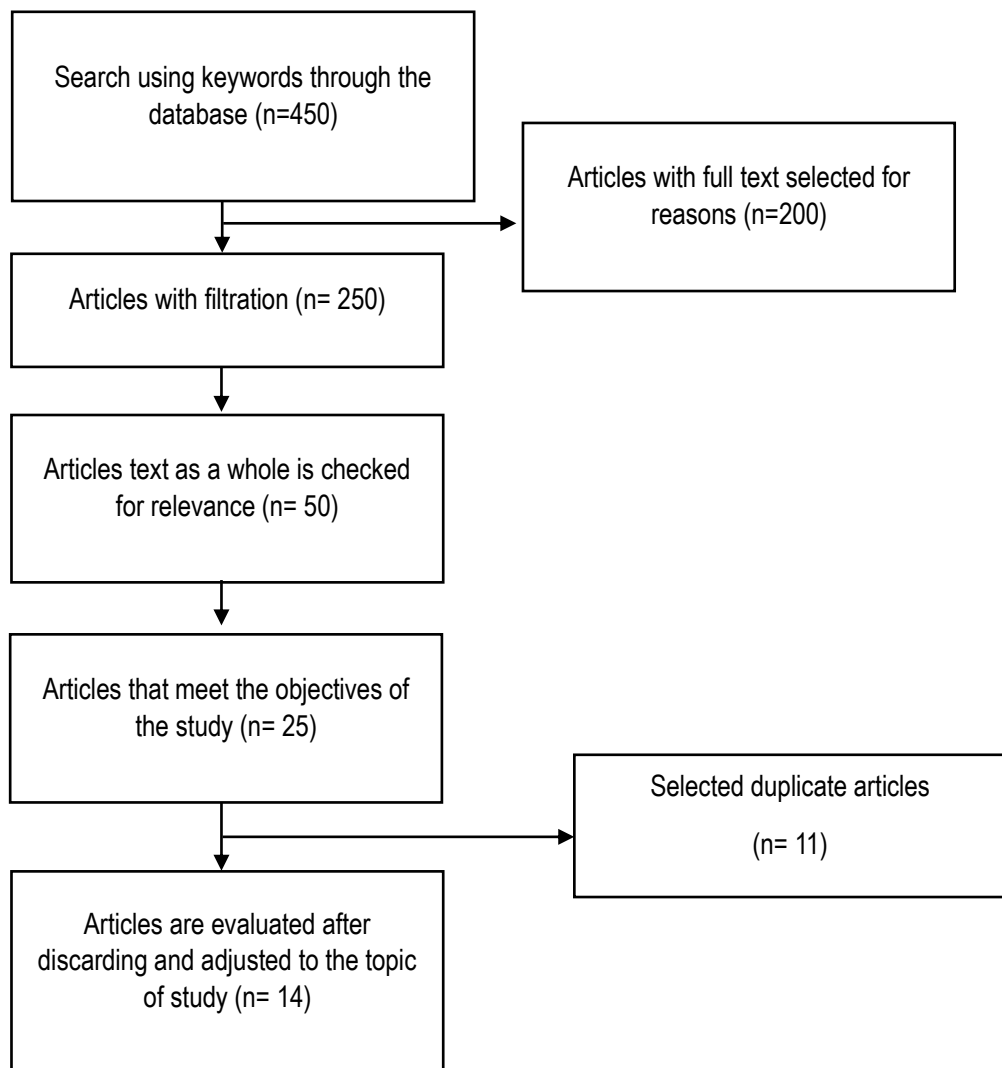 Search using keywords through the
database (n=450)
Articles with full text selected for
reasons (n=200)
Articles with filtration (n= 250)
Articles text as a whole is checked
for relevance (n= 50)
Articles that meet the objectives of
the study (n= 25)
Selected duplicate articles
(n= 11)
Articles are evaluated after
discarding and adjusted to the topic
of study (n= 14)